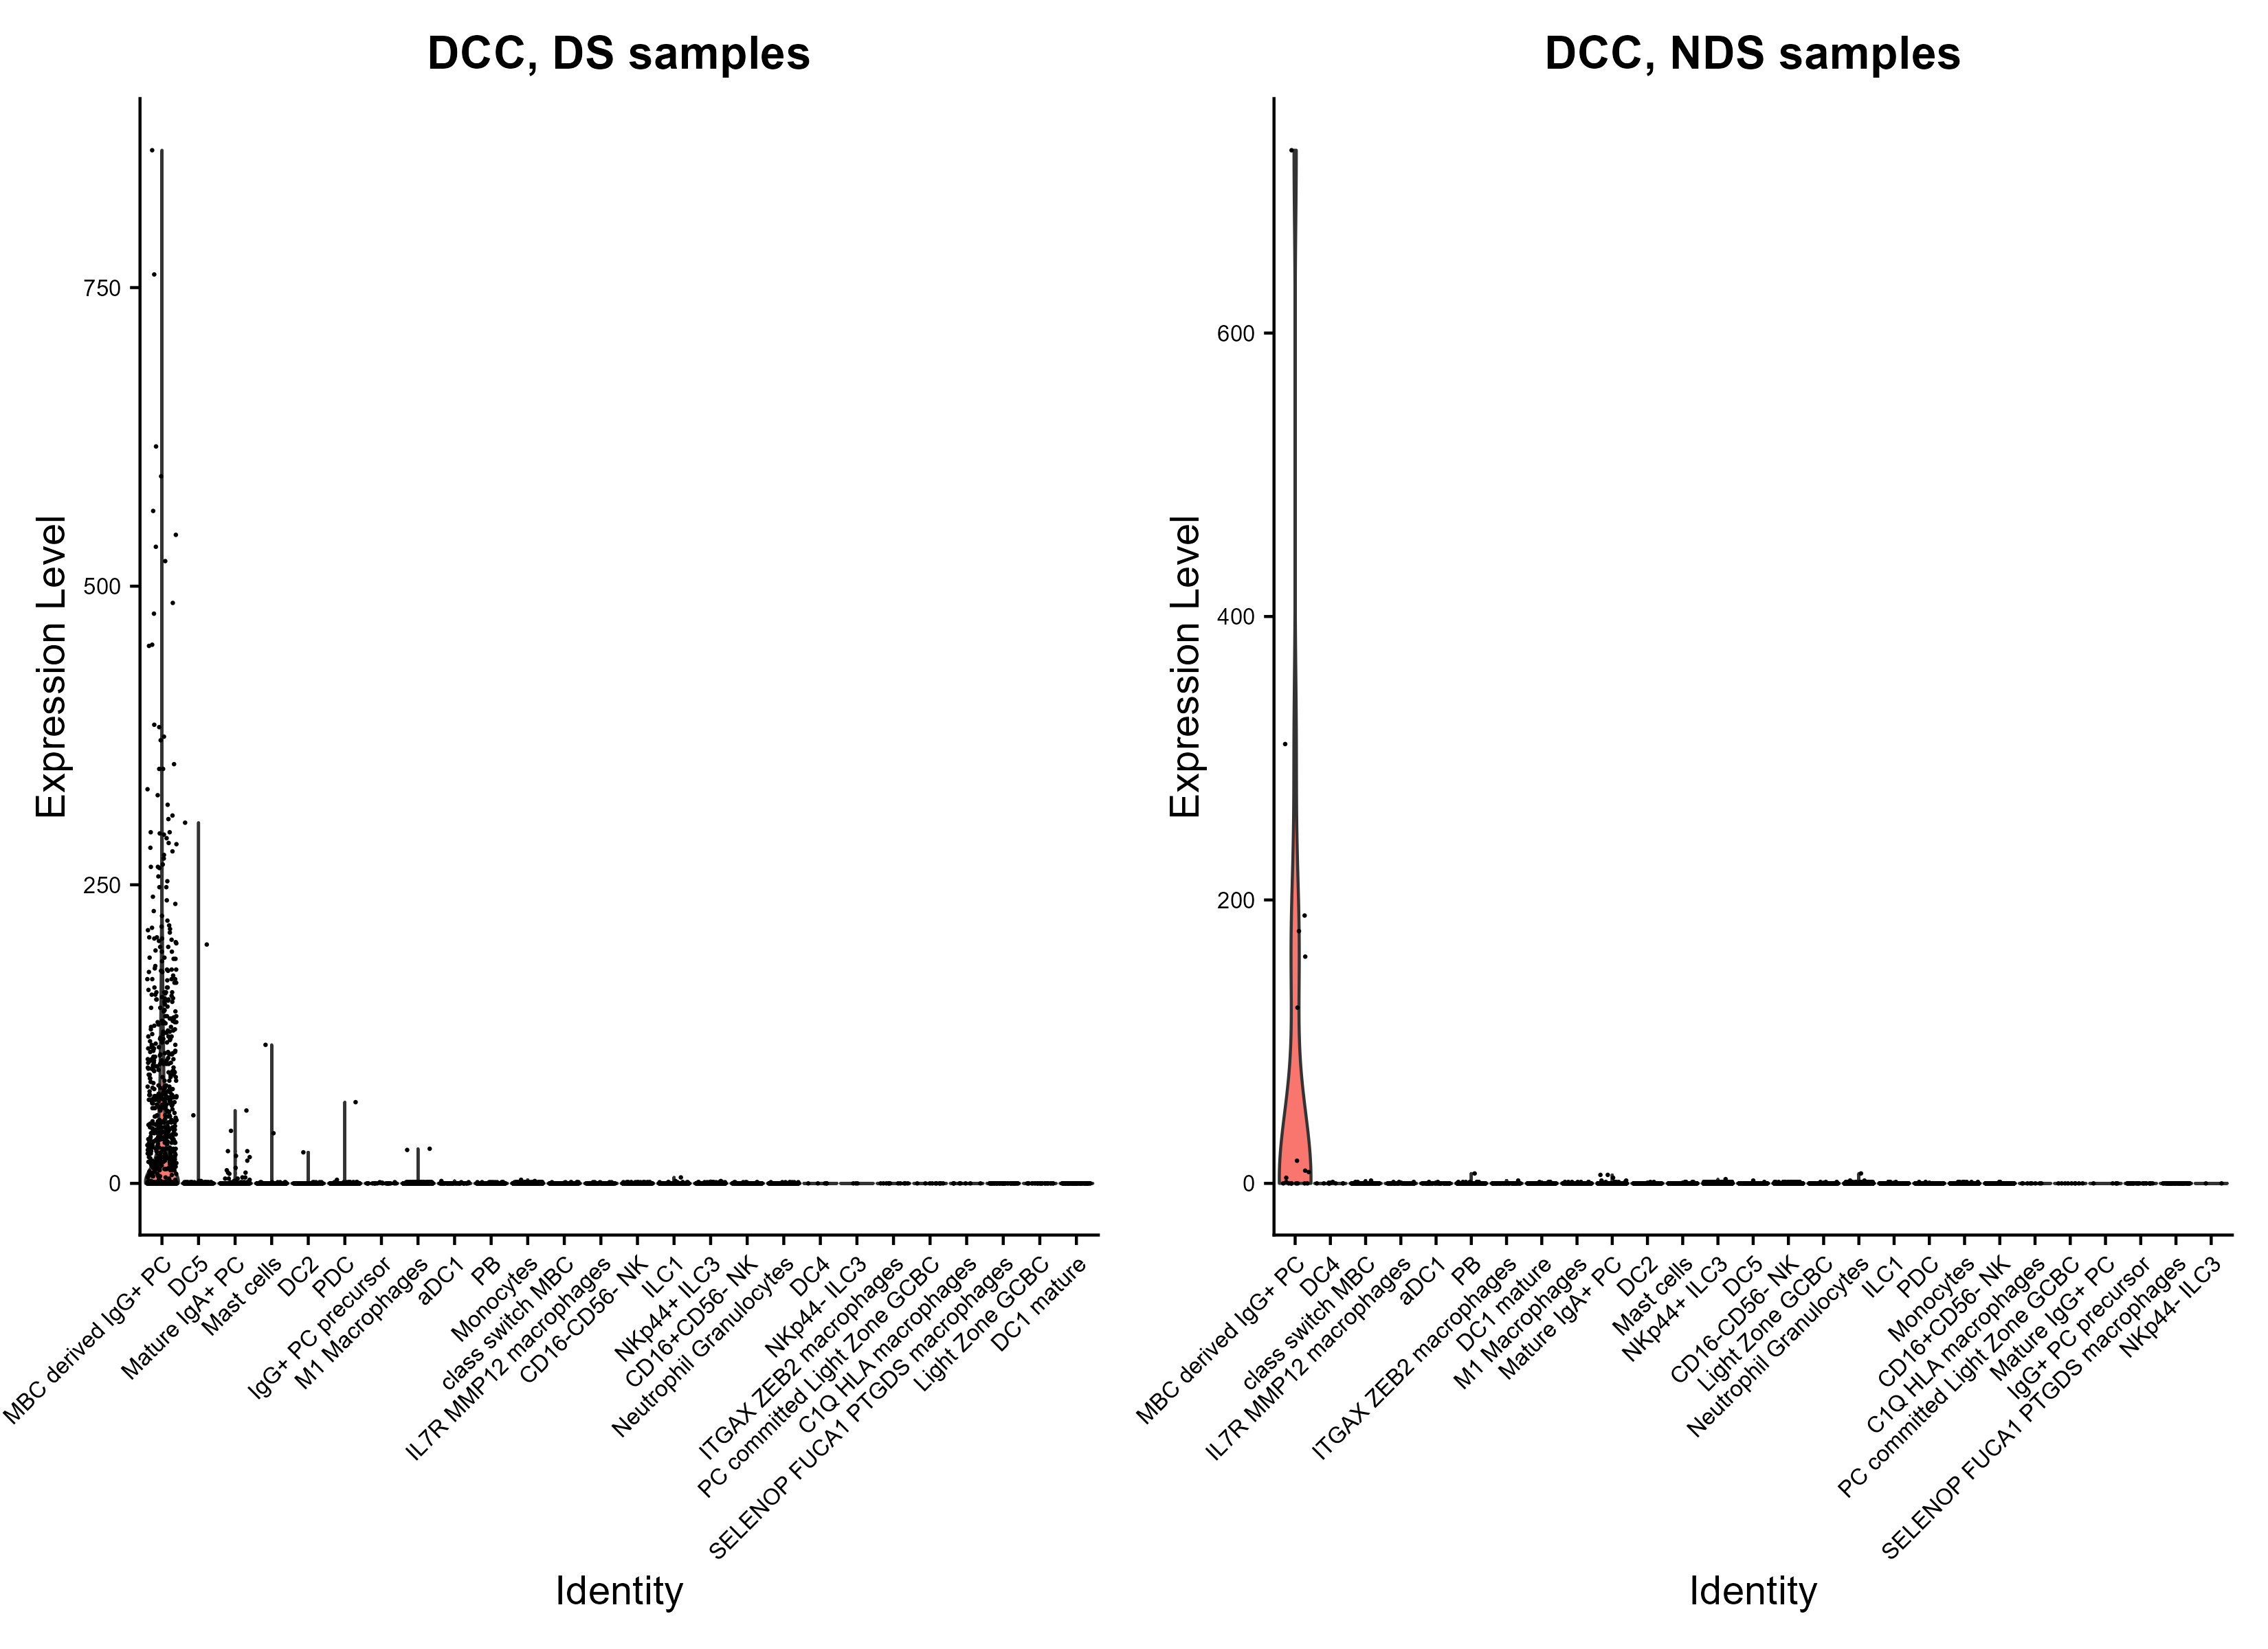 DCC, DS samples
Expression Level
750
500
250
0
MBC derived IgG+ PC
DC5
Mature IgA+ PC
Mast cells
DC2
PDC
IgG+ PC precursor
M1 Macrophages
aDC1
PB
Monocytes
class switch MBC
IL7R MMP12 macrophages
CD16-CD56- NK
ILC1
NKp44+ ILC3
CD16+CD56- NK
Neutrophil Granulocytes
DC4
NKp44- ILC3
ITGAX ZEB2 macrophages
PC committed Light Zone GCBC
C1Q HLA macrophages
SELENOP FUCA1 PTGDS macrophages
Light Zone GCBC
DC1 mature
Identity
DCC, NDS samples
Expression Level
600
400
200
0
MBC derived IgG+ PC
DC4
class switch MBC
IL7R MMP12 macrophages
aDC1
PB
ITGAX ZEB2 macrophages
DC1 mature
M1 Macrophages
Mature IgA+ PC
DC2
Mast cells
NKp44+ ILC3
DC5
CD16-CD56- NK
Light Zone GCBC
Neutrophil Granulocytes
ILC1
PDC
Monocytes
CD16+CD56- NK
C1Q HLA macrophages
PC committed Light Zone GCBC
Mature IgG+ PC
IgG+ PC precursor
SELENOP FUCA1 PTGDS macrophages
NKp44- ILC3
Identity